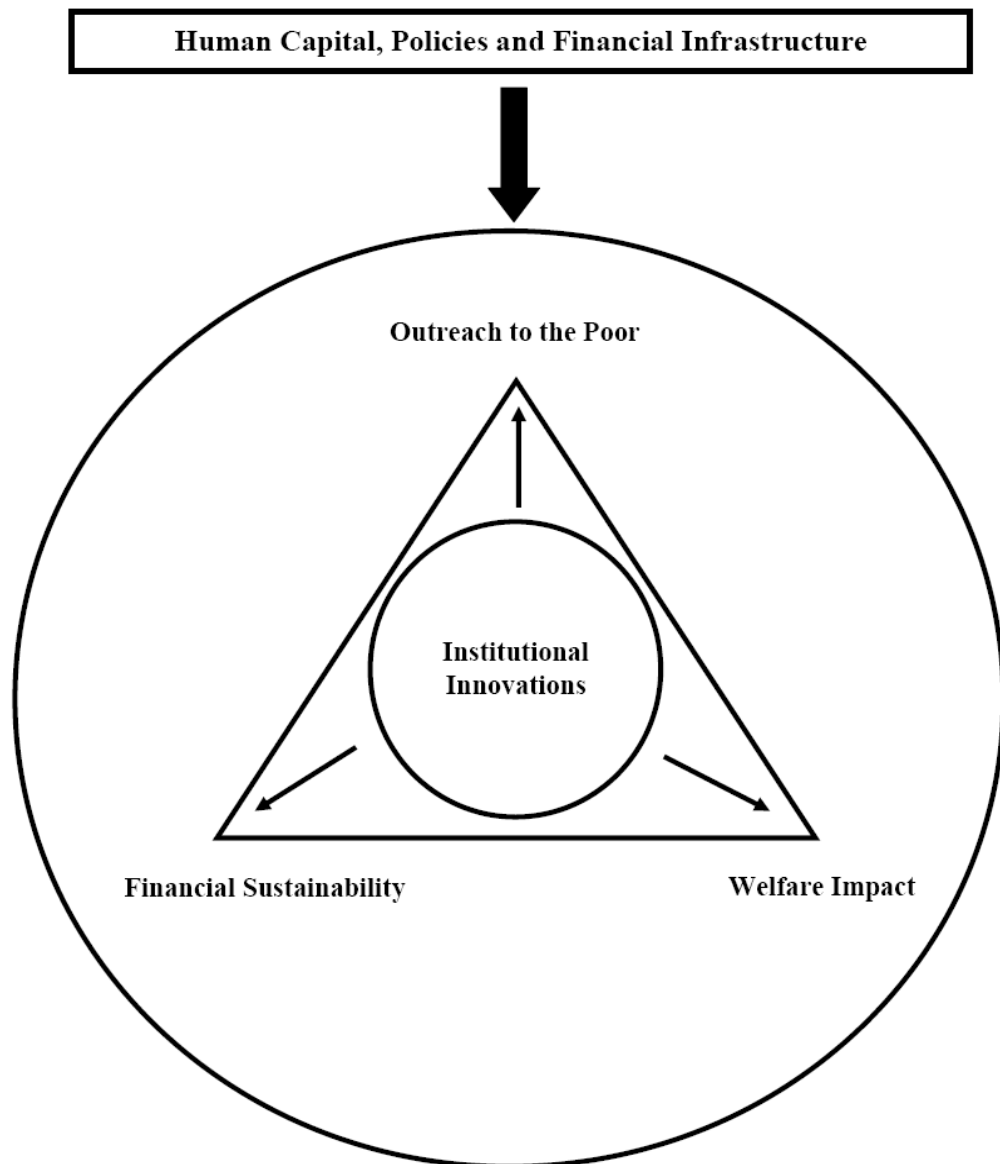 Human Capital, Policies and Financial Infrastructure
Outreach to the Poor
Institutional
Innovations
Financial Sustainability
Welfare Impact